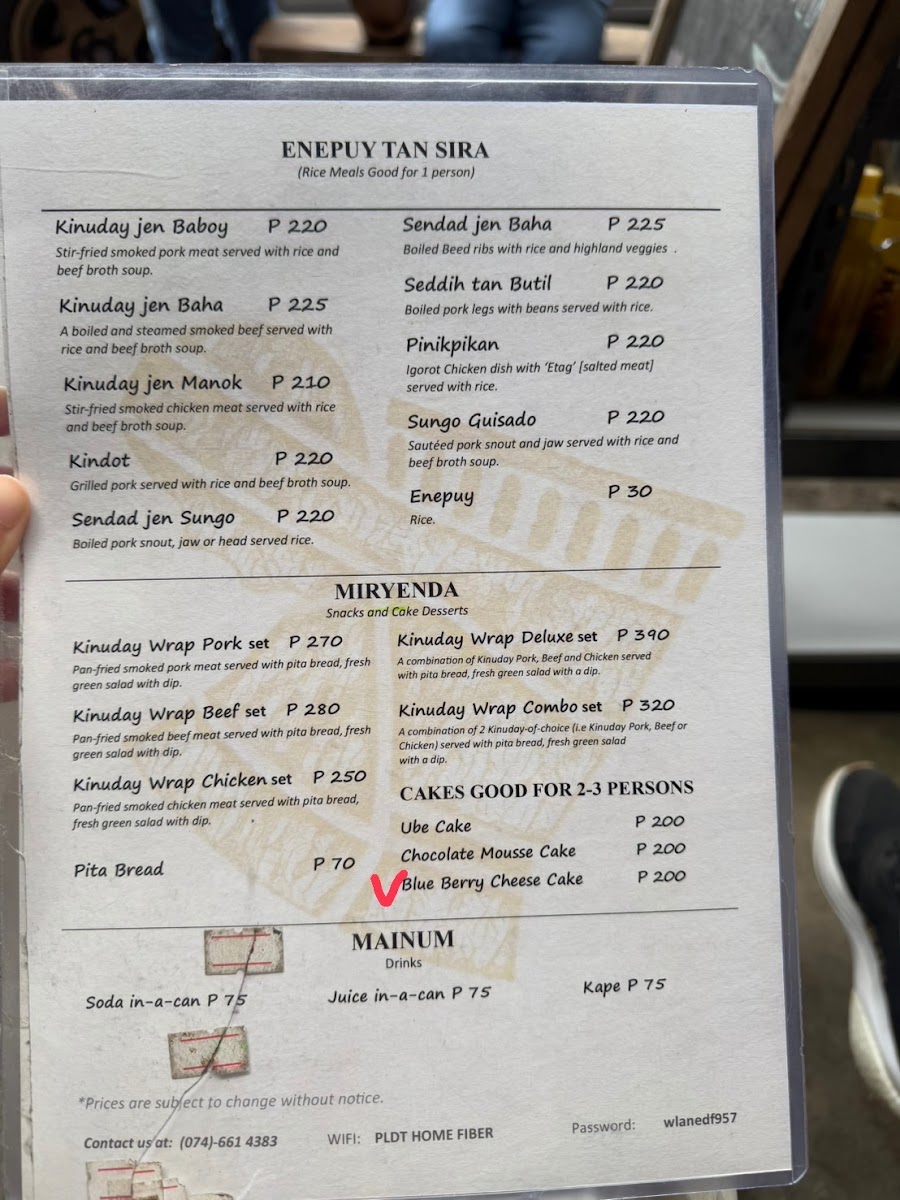 ENEPUY TAN SIRA
(Rice Meals Good for 1 person)
Kinuday jen Baboy P 220
Stir-fried smoked pork meat served with rice and
beef broth soup.
Kinuday jen Baha P 225
A boiled and steamed smoked beef served with
rice and beef broth soup.
Kinuday jen Manok P 210
Stir-fried smoked chicken meat served with rice
and beef broth soup.
Kindot P 220
Grilled pork served with rice and beef broth soup.
Sendad jen Sungo P 220
Boiled pork snout, jaw or head served rice.
Sendad jen Baha P 225
Boiled Beed ribs with rice and highland veggies .
Seddih tan Butil P 220
Boiled pork legs with beans served with rice.
Pinikpikan P 220
Igorot Chicken dish with ‘Etag’ [salted meat]
served with rice.
Sungo Guisado P 220
Sautéed pork snout and jaw served with rice and
beef broth soup.
Enepuy P 30
Rice.
MIRYENDA
Snacks and Cake Desserts
Kinuday Wrap Pork set P 270
Pan-fried smoked pork meat served with pita bread, fresh
green salad with dip.
Kinuday Wrap Beef set P 280
Pan-fried smoked beef meat served with pita bread, fresh
green salad with dip.
Kinuday Wrap Chicken set P 250
Pan-fried smoked chicken meat served with pita bread,
fresh green salad with dip.
Pita Bread P 70
Kinuday Wrap Deluxe set P 390
A combination of Kinuday Pork, Beef and Chicken served
with pita bread, fresh green salad with a dip.
Kinuday Wrap Combo set P 320
A combination of 2 Kinuday-of-choice (i.e Kinuday Pork, Beef or
Chicken) served with pita bread, fresh green salad
with a dip.
CAKES GOOD FOR 2-3 PERSONS
Ube Cake P 200
Chocolate Mousse Cake P 200
Blue Berry Cheese Cake P 200
MAINUM
Drinks
Soda in-a-can P 75 Juice in-a-can P 75 Kape P 75
*Prices are subject to change without notice.
Contact us at: (074)-661 4383 WIFI: PLDT HOME FIBER Password: wlanedf957